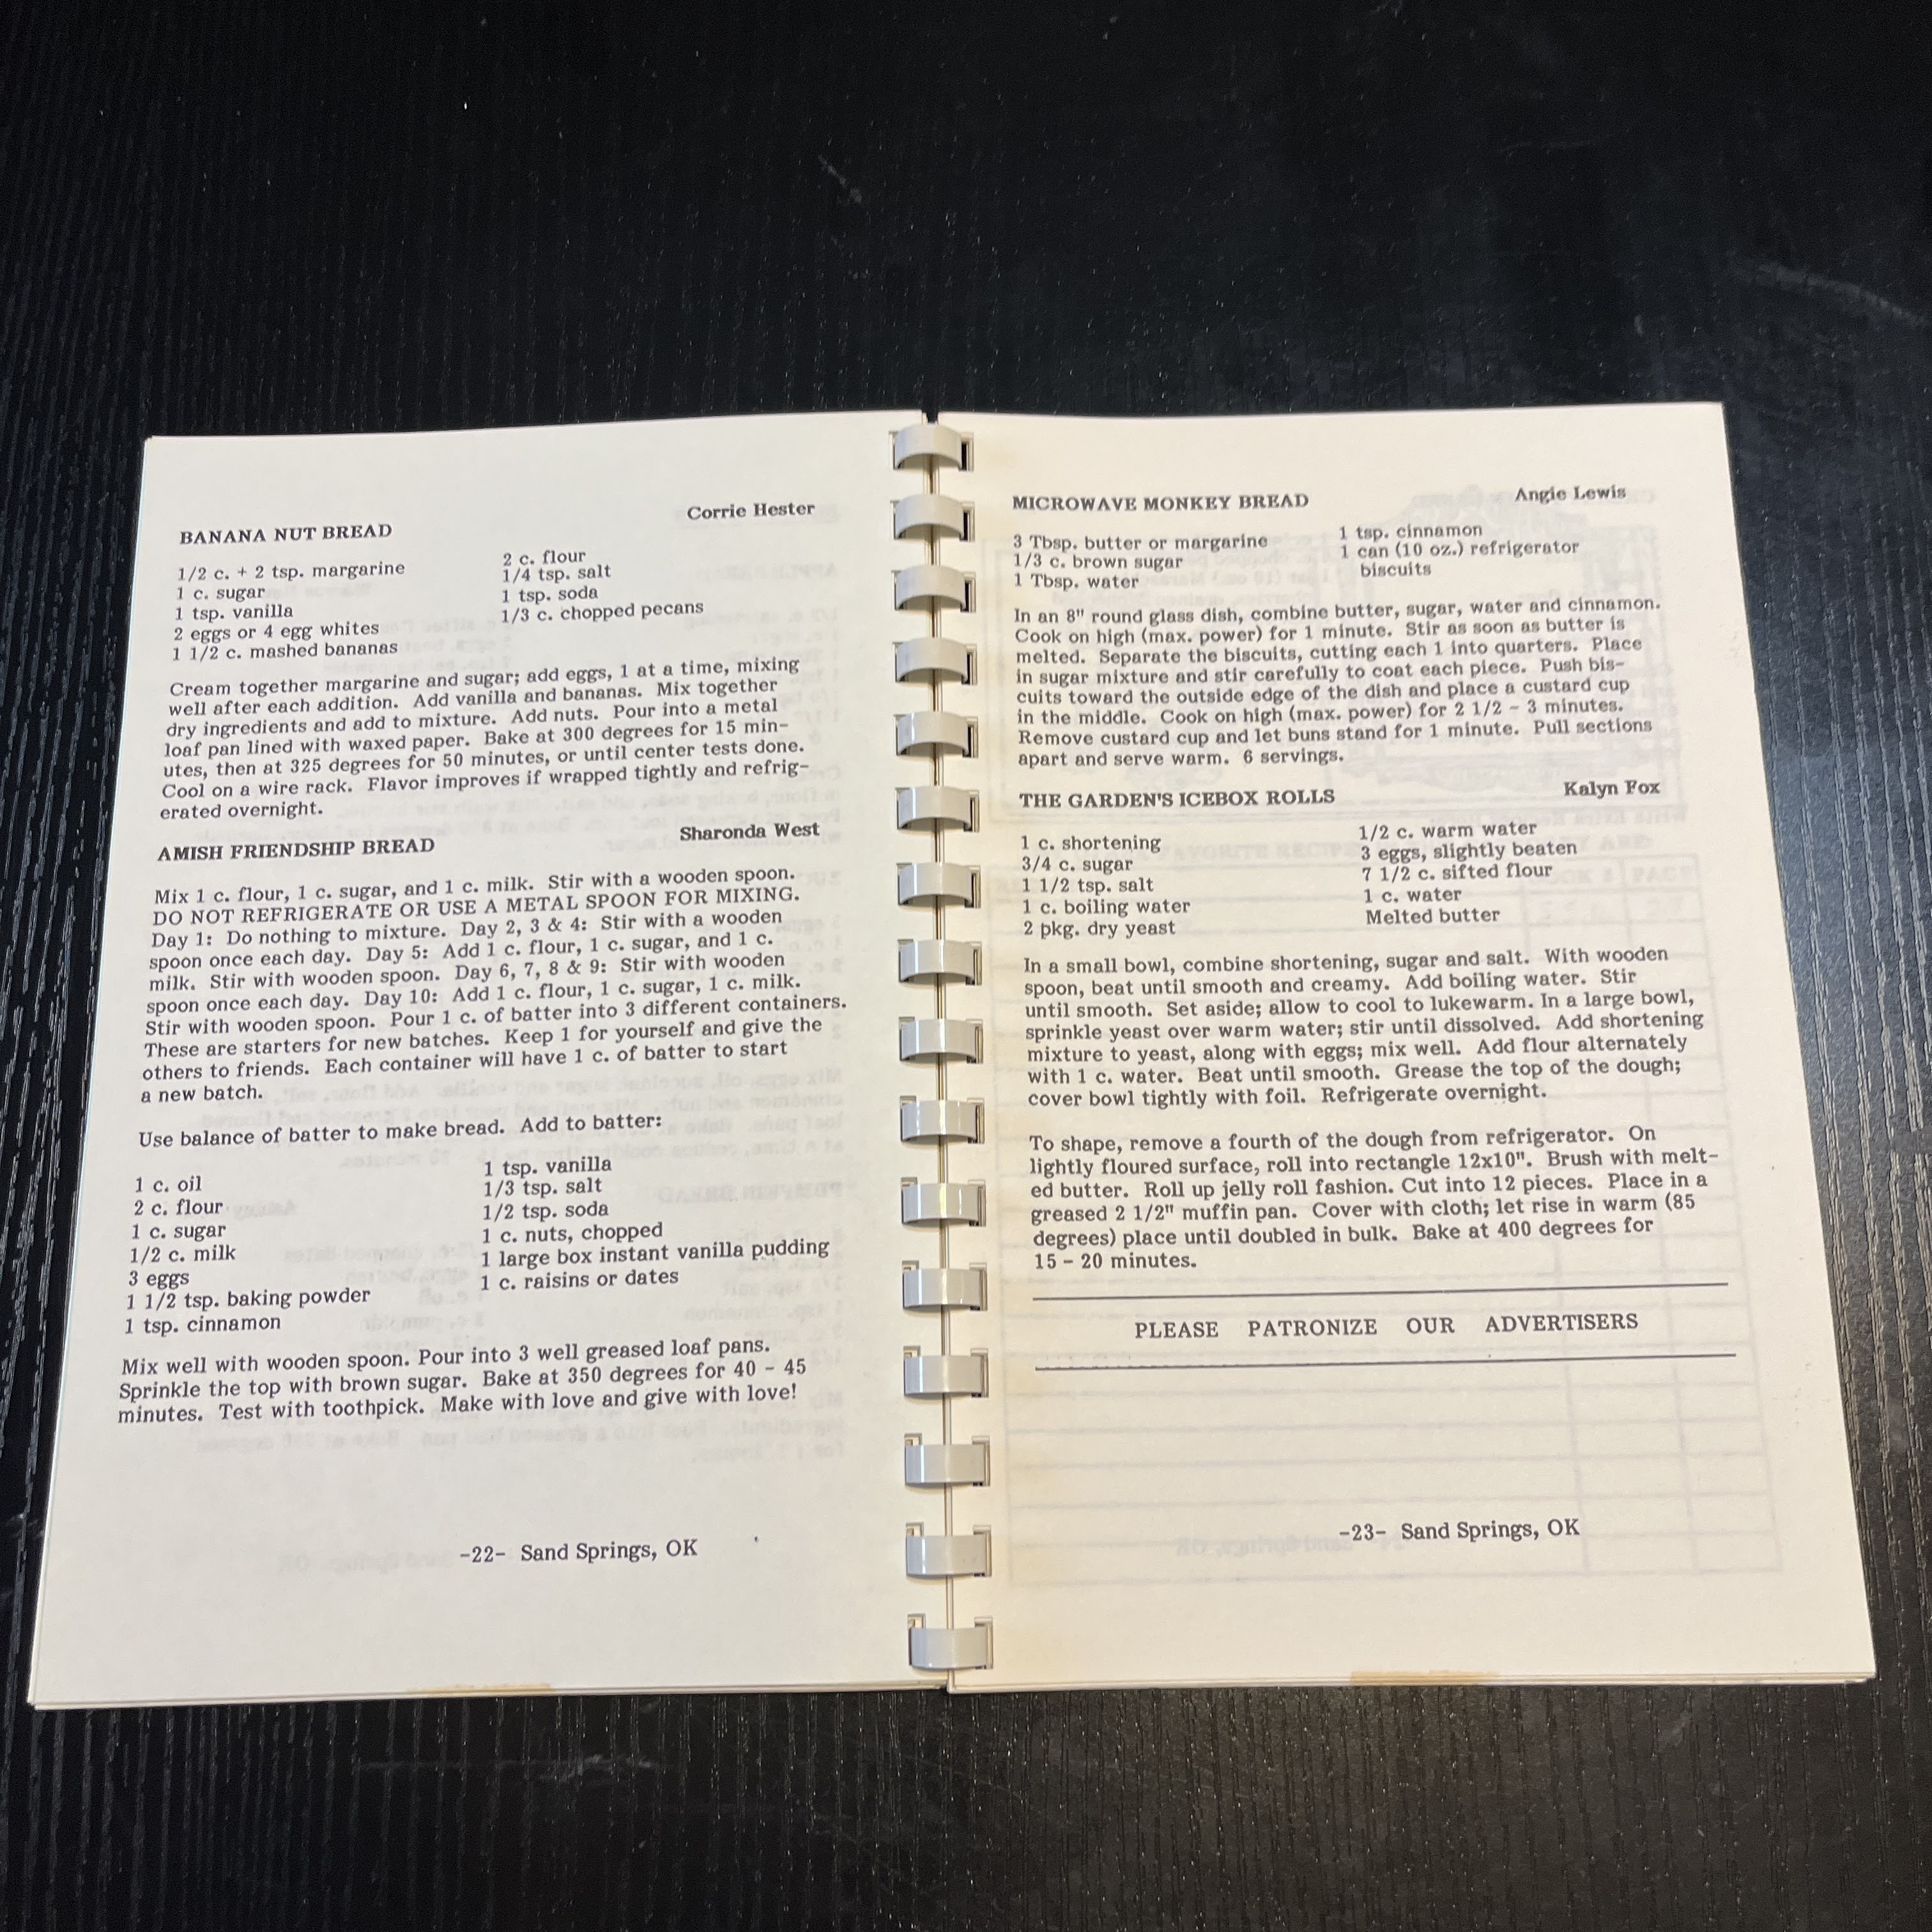 Corrie Hester
BANANA NUT BREAD
1/2 c. + 2 tsp. margarine
1 c. sugar
1 tsp. vanilla
2 eggs or 4 egg whites
1 1/2 c. mashed bananas
2 c. flour
1/4 tsp. salt
1 tsp. soda
1/3 c. chopped pecans
Cream together margarine and sugar; add eggs, 1 at a time, mixing
well after each addition. Add vanilla and bananas. Mix together
dry ingredients and add to mixture. Add nuts. Pour into a metal
loaf pan lined with waxed paper. Bake at 300 degrees for 15 min-
utes, then at 325 degrees for 50 minutes, or until center tests done.
Cool on a wire rack. Flavor improves if wrapped tightly and refrig-
erated overnight.
Sharonda West
AMISH FRIENDSHIP BREAD
Mix 1 c. flour, 1 c. sugar, and 1 c. milk. Stir with a wooden spoon.
DO NOT REFRIGERATE OR USE A METAL SPOON FOR MIXING.
Day 1: Do nothing to mixture. Day 2, 3 & 4: Stir with a wooden
spoon once each day. Day 5: Add 1 c. flour, 1 c. sugar, and 1 c.
milk. Stir with wooden spoon. Day 6, 7, 8 & 9: Stir with wooden
spoon once each day. Day 10: Add 1 c. flour, 1 c. sugar, 1 c. milk.
Stir with wooden spoon. Pour 1 c. of batter into 3 different containers.
These are starters for new batches. Keep 1 for yourself and give the
others to friends. Each container will have 1 c. of batter to start
a new batch.
Use balance of batter to make bread. Add to batter:
1 c. oil
2 c. flour
1 c. sugar
1/2 c. milk
3 eggs
1 1/2 tsp. baking powder
1 tsp. cinnamon
1 tsp. vanilla
1/3 tsp. salt
1/2 tsp. soda
1 c. nuts, chopped
1 large box instant vanilla pudding
1 c. raisins or dates
Mix well with wooden spoon. Pour into 3 well greased loaf pans.
Sprinkle the top with brown sugar. Bake at 350 degrees for 40 - 45
minutes. Test with toothpick. Make with love and give with love!
-22- Sand Springs, OK
MICROWAVE MONKEY BREAD
Angie Lewis
3 Tbsp. butter or margarine
1/3 c. brown sugar
1 Tbsp. water
1 tsp. cinnamon
1 can (10 oz.) refrigerator
biscuits
In an 8" round glass dish, combine butter, sugar, water and cinnamon.
Cook on high (max. power) for 1 minute. Stir as soon as butter is
melted. Separate the biscuits, cutting each 1 into quarters. Place
in sugar mixture and stir carefully to coat each piece. Push bis-
cuits toward the outside edge of the dish and place a custard cup
in the middle. Cook on high (max. power) for 2 1/2 - 3 minutes.
Remove custard cup and let buns stand for 1 minute. Pull sections
apart and serve warm. 6 servings.
THE GARDEN'S ICEBOX ROLLS
Kalyn Fox
1 c. shortening
3/4 c. sugar
1 1/2 tsp. salt
1 c. boiling water
2 pkg. dry yeast
1/2 c. warm water
3 eggs, slightly beaten
7 1/2 c. sifted flour
1 c. water
Melted butter
In a small bowl, combine shortening, sugar and salt. With wooden
spoon, beat until smooth and creamy. Add boiling water. Stir
until smooth. Set aside; allow to cool to lukewarm. In a large bowl,
sprinkle yeast over warm water; stir until dissolved. Add shortening
mixture to yeast, along with eggs; mix well. Add flour alternately
with 1 c. water. Beat until smooth. Grease the top of the dough;
cover bowl tightly with foil. Refrigerate overnight.
To shape, remove a fourth of the dough from refrigerator. On
lightly floured surface, roll into rectangle 12x10". Brush with melt-
ed butter. Roll up jelly roll fashion. Cut into 12 pieces. Place in a
greased 2 1/2" muffin pan. Cover with cloth; let rise in warm (85
degrees) place until doubled in bulk. Bake at 400 degrees for
15 - 20 minutes.
PLEASE PATRONIZE OUR ADVERTISERS
-23- Sand Springs, OK